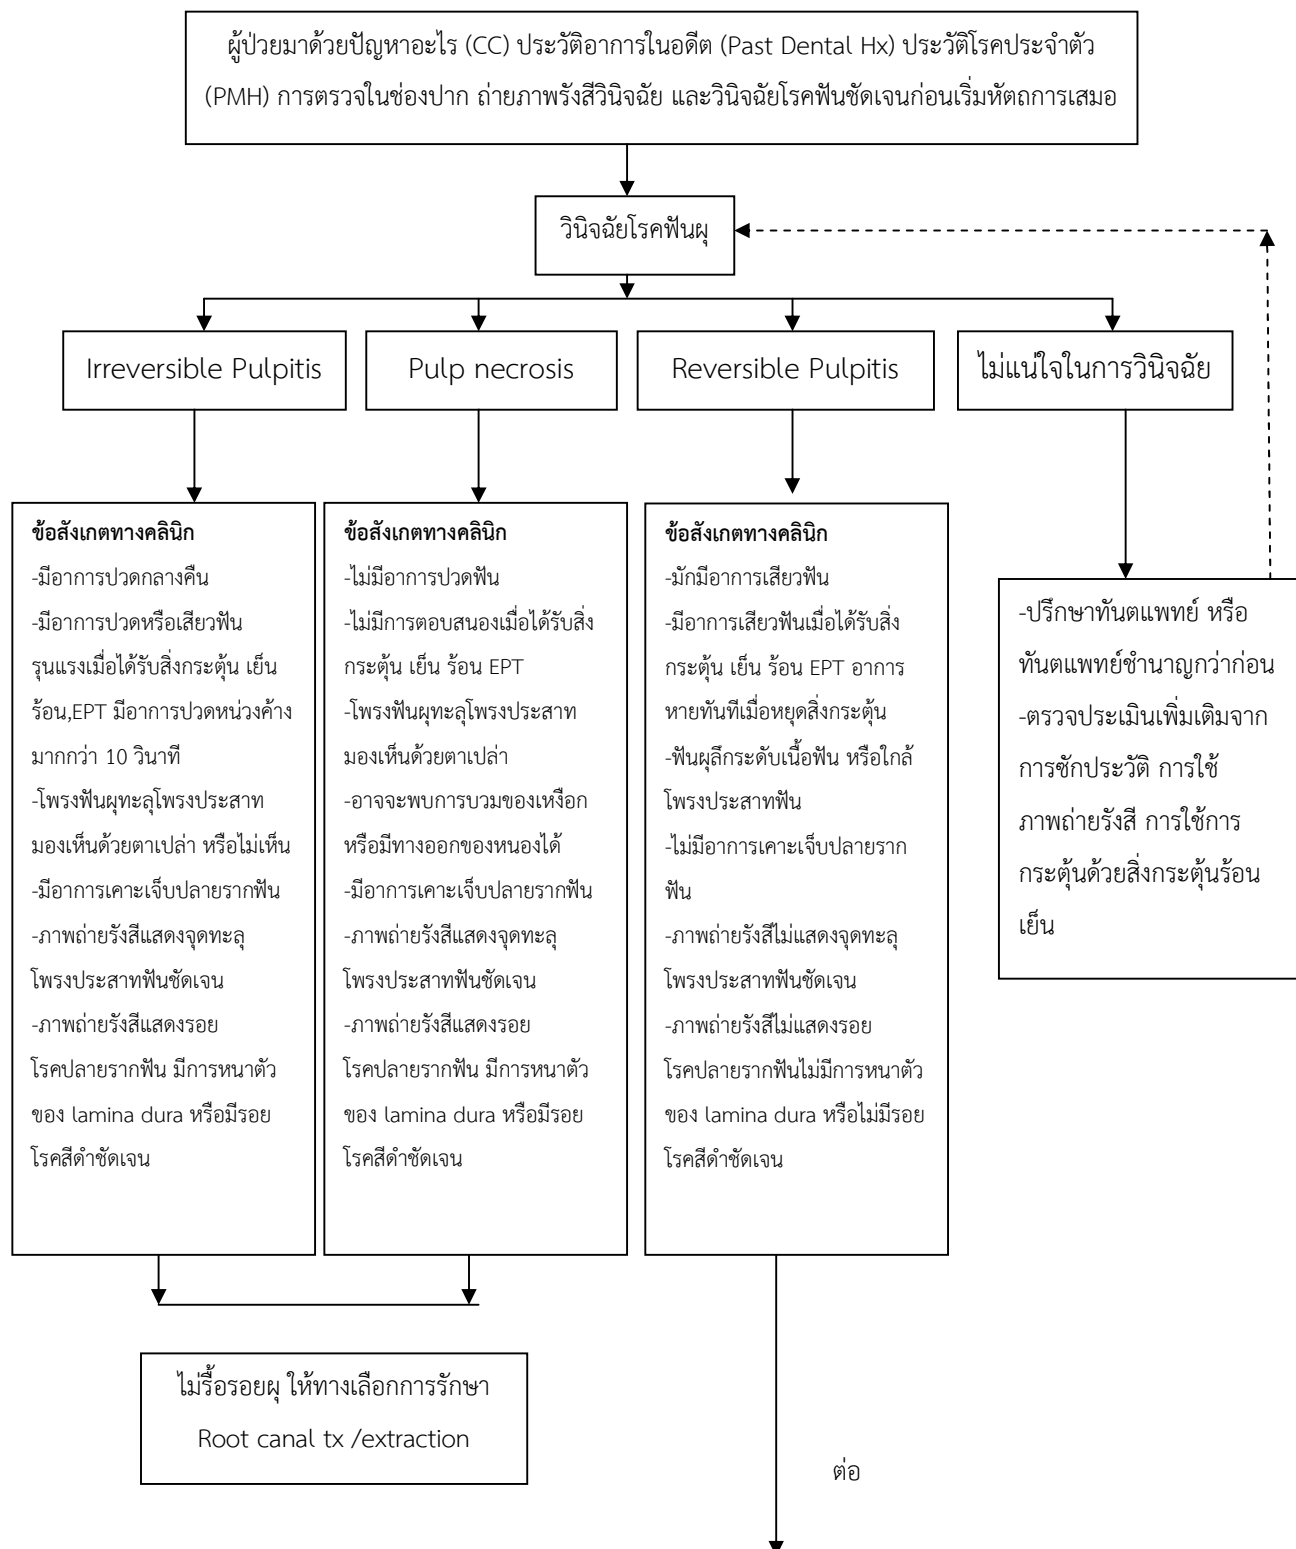 ผู้ป่วยมาด้วยปัญหาอะไร (CC) ประวัติอาการในอดีต (Past Dental Hx) ประวัติโรคประจำตัว
(PMH) การตรวจในช่องปาก ถ่ายภาพรังสีวินิจฉัย และวินิจฉัยโรคฟันชัดเจนก่อนเริ่มหัตถการเสมอ
วินิจฉัยโรคฟันผุ
Irreversible Pulpitis
Pulp necrosis
Reversible Pulpitis
ไม่แน่ใจในการวินิจฉัย
ข้อสังเกตทางคลินิก
-มีอาการปวดกลางคืน
-มีอาการปวดหรือเสียวฟัน
รุนแรงเมื่อได้รับสิ่งกระตุ้น เย็น
ร้อน,EPT มีอาการปวดหน่วงค้าง
มากกว่า 10 วินาที
-โพรงฟันผุทะลุโพรงประสาท
มองเห็นด้วยตาเปล่า หรือไม่เห็น
-มีอาการเคาะเจ็บปลายรากฟัน
-ภาพถ่ายรังสีแสดงจุดทะลุ
โพรงประสาทฟันชัดเจน
-ภาพถ่ายรังสีแสดงรอย
โรคปลายรากฟัน มีการหนาตัว
ของ lamina dura หรือมีรอย
โรคสีดำชัดเจน
ข้อสังเกตทางคลินิก
-ไม่มีอาการปวดฟัน
-ไม่มีการตอบสนองเมื่อได้รับสิ่ง
กระตุ้น เย็น ร้อน EPT
-โพรงฟันผุทะลุโพรงประสาท
มองเห็นด้วยตาเปล่า
-อาจจะพบการบวมของเหงือก
หรือมีทางออกของหนองได้
-มีอาการเคาะเจ็บปลายรากฟัน
-ภาพถ่ายรังสีแสดงจุดทะลุ
โพรงประสาทฟันชัดเจน
-ภาพถ่ายรังสีแสดงรอย
โรคปลายรากฟัน มีการหนาตัว
ของ lamina dura หรือมีรอย
โรคสีดำชัดเจน
ข้อสังเกตทางคลินิก
-มักมีอาการเสียวฟัน
-มีอาการเสียวฟันเมื่อได้รับสิ่ง
กระตุ้น เย็น ร้อน EPT อาการ
หายทันทีเมื่อหยุดสิ่งกระตุ้น
-ฟันผุลึกระดับเนื้อฟัน หรือใกล้
โพรงประสาทฟัน
-ไม่มีอาการเคาะเจ็บปลายราก
ฟัน
-ภาพถ่ายรังสีไม่แสดงจุดทะลุ
โพรงประสาทฟันชัดเจน
-ภาพถ่ายรังสีไม่แสดงรอย
โรคปลายรากฟันไม่มีการหนาตัว
ของ lamina dura หรือไม่มีรอย
โรคสีดำชัดเจน
-ปรึกษาทันตแพทย์ หรือ
ทันตแพทย์ชำนาญกว่าก่อน
-ตรวจประเมินเพิ่มเติมจาก
การซักประวัติ การใช้
ภาพถ่ายรังสี การใช้การ
กระตุ้นด้วยสิ่งกระตุ้นร้อน
เย็น
ไม่รื้อรอยผุ ให้ทางเลือกการรักษา
Root canal tx /extraction
ต่อ